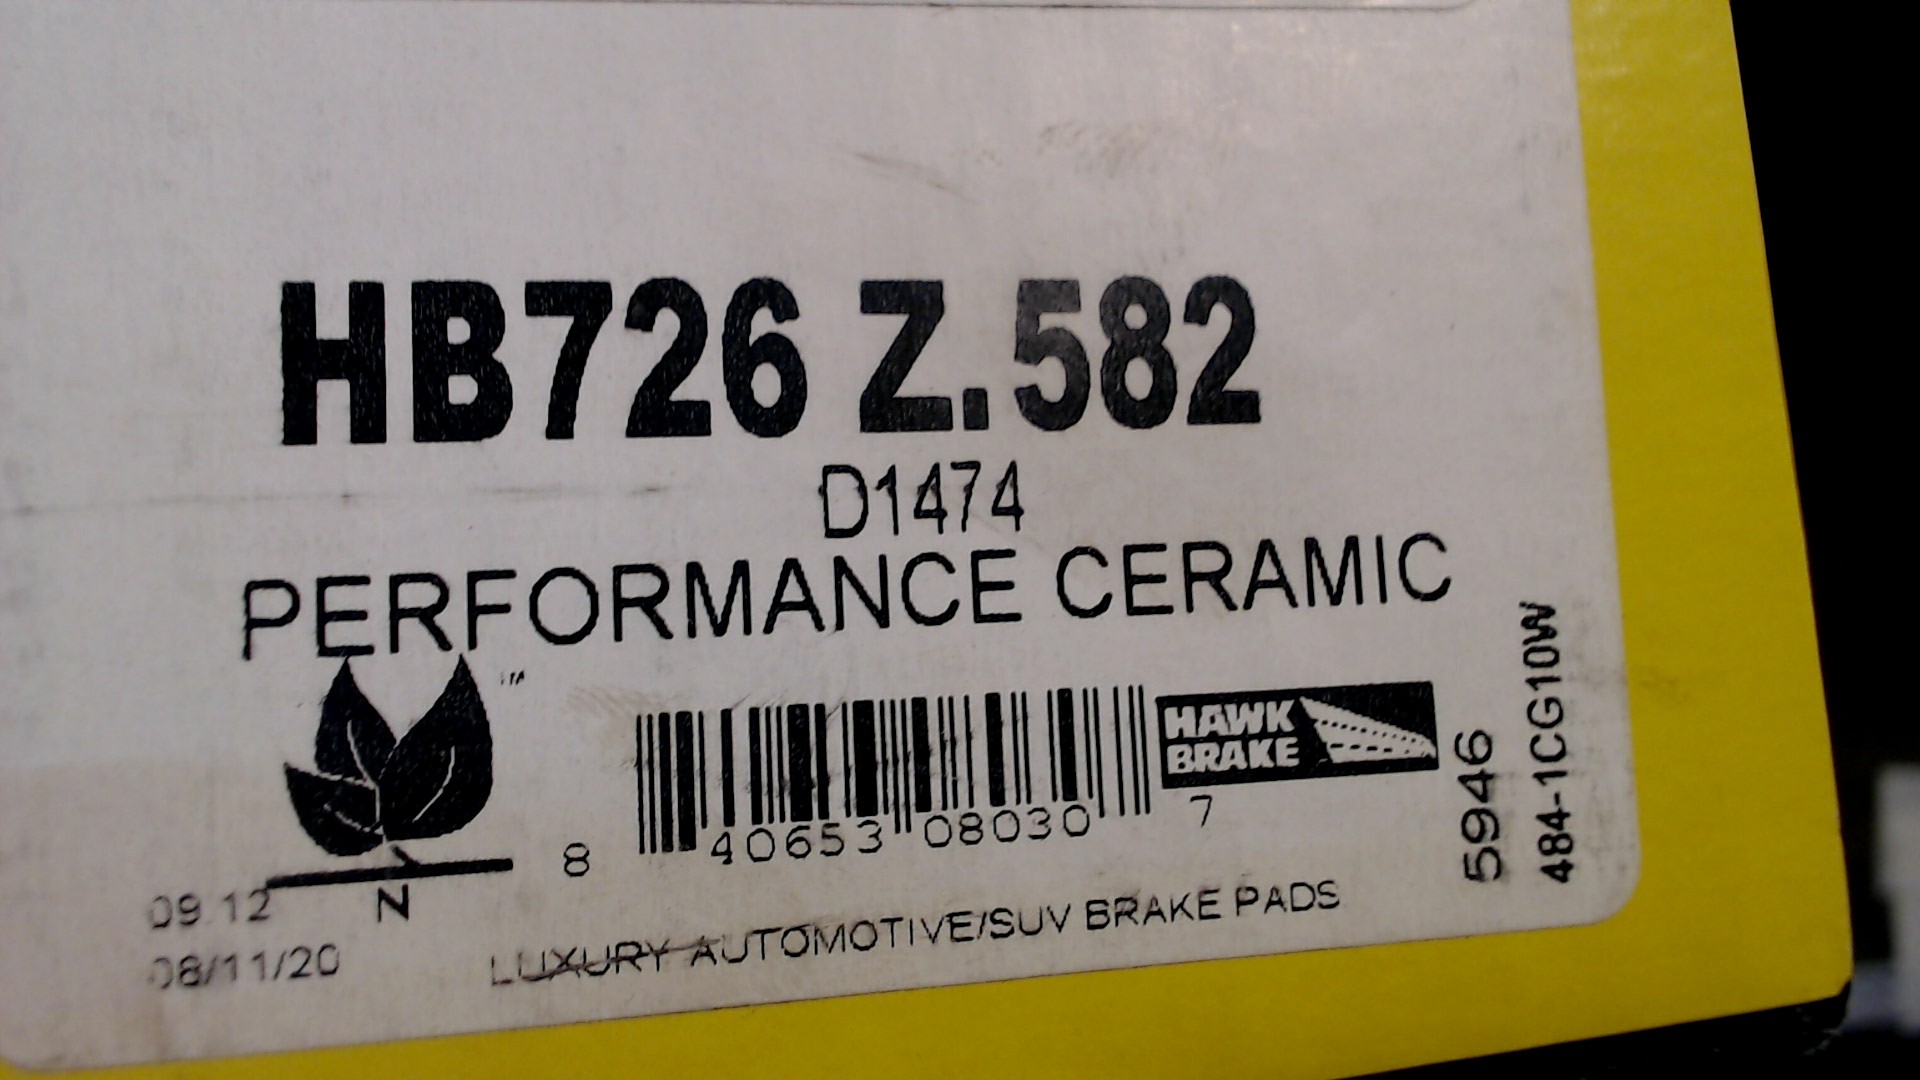 HB726 Z.582
D1474
PERFORMANCE CERAMIC
TM
HAWK
BRAKE
8 40653 08030 7
N
09.12
08/11/20
LUXURY AUTOMOTIVE/SUV BRAKE PADS
5946
484-1CG10W